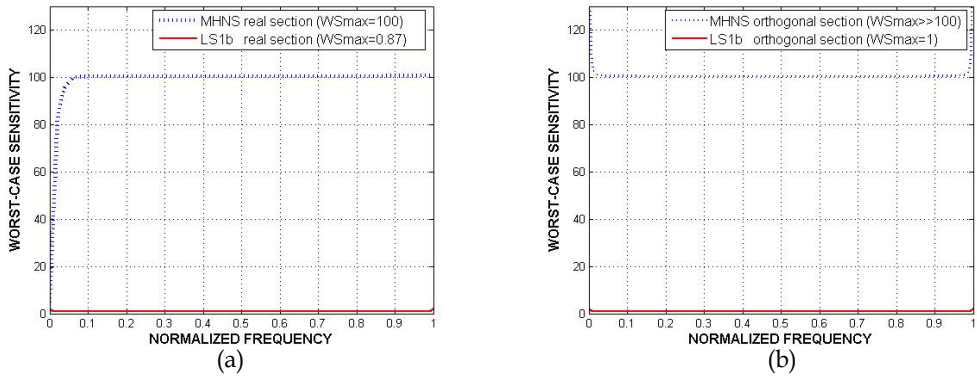 MHNS real section (WSmax=100)
LS1b real section (WSmax=0.87)
WORST-CASE SENSITIVITY
120
100
80
60
40
20
0
0 0.1 0.2 0.3 0.4 0.5 0.6 0.7 0.8 0.9 1
NORMALIZED FREQUENCY
(a)
MHNS orthogonal section (WSmax>>100)
LS1b orthogonal section (WSmax=1)
WORST-CASE SENSITIVITY
120
100
80
60
40
20
0
0 0.1 0.2 0.3 0.4 0.5 0.6 0.7 0.8 0.9 1
NORMALIZED FREQUENCY
(b)